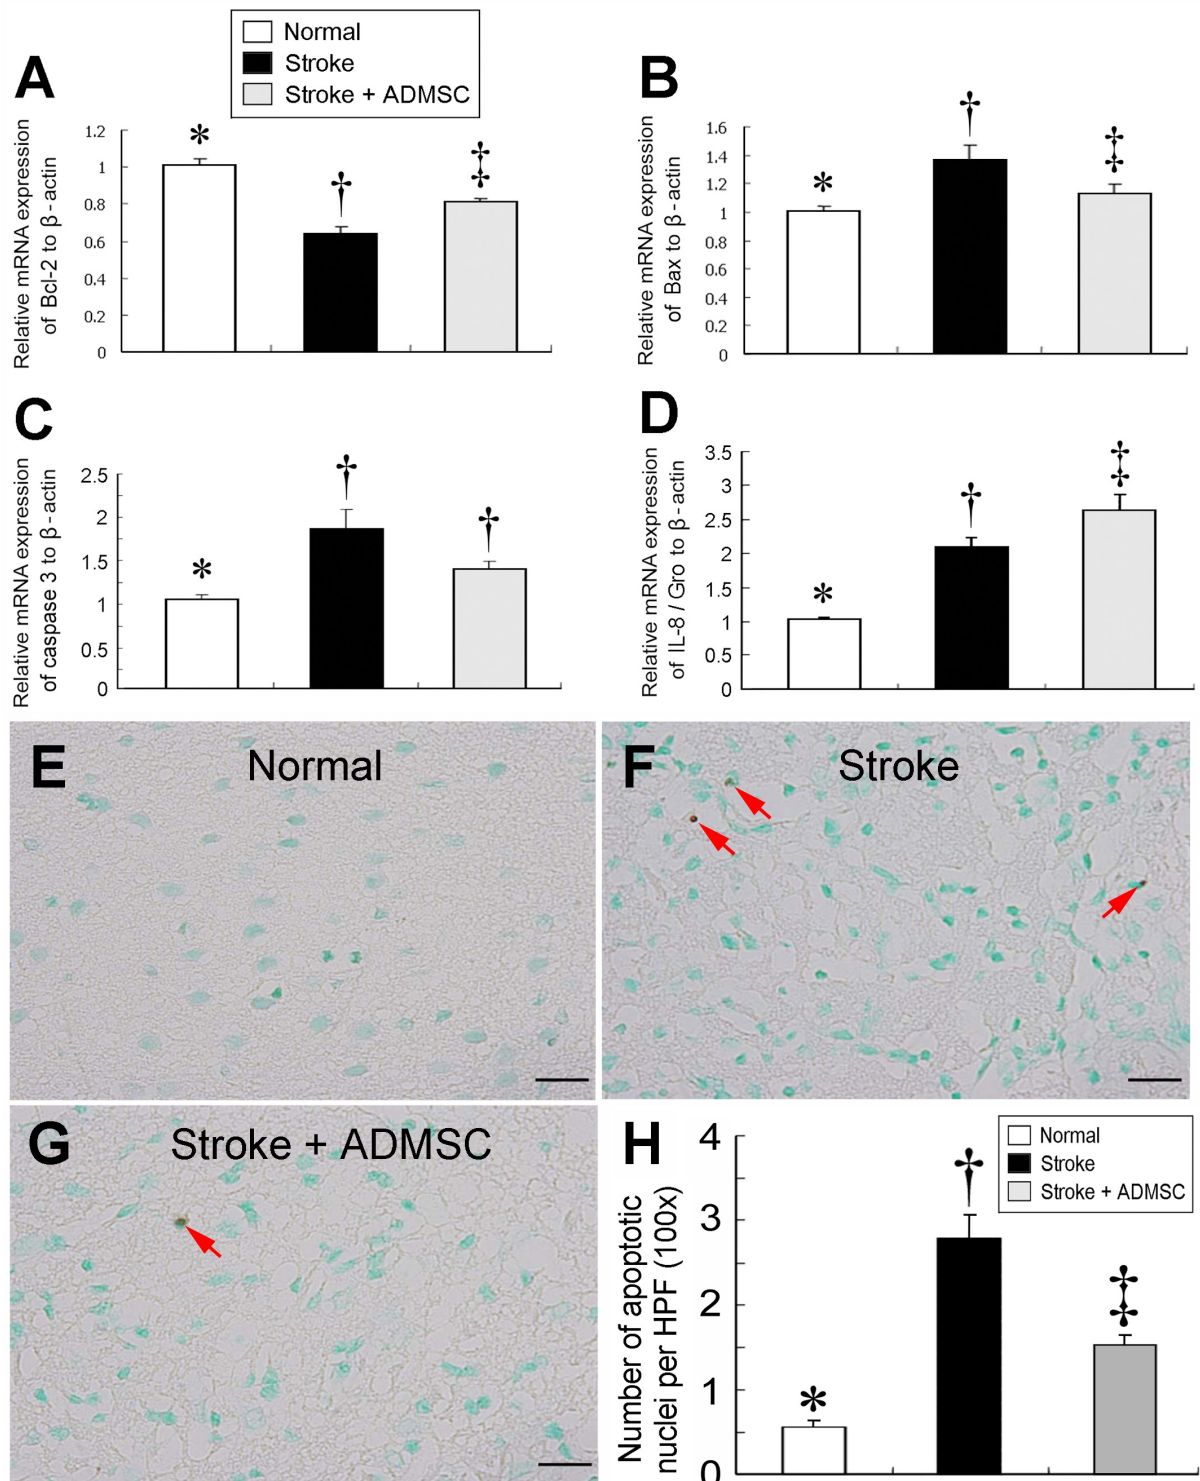 Normal
Stroke
Stroke + ADMSC
A
Relative mRNA expression
of Bcl-2 to β-actin
1.2
1
0.8
0.6
0.4
0.2
0
*
†
‡
B
Relative mRNA expression
of Bax to β-actin
1.6
1.4
1.2
1
0.8
0.6
0.4
0.2
0
*
†
‡
C
Relative mRNA expression
of caspase 3 to β-actin
2.5
2
1.5
1
0.5
0
*
†
†
D
Relative mRNA expression
of IL-8 / Gro to β-actin
3.5
3
2.5
2
1.5
1
0.5
0
*
†
‡
E
Normal
F
Stroke
G
Stroke + ADMSC
H
Number of apoptotic
nuclei per HPF (100x)
4
3
2
1
0
*
†
‡
Normal
Stroke
Stroke + ADMSC